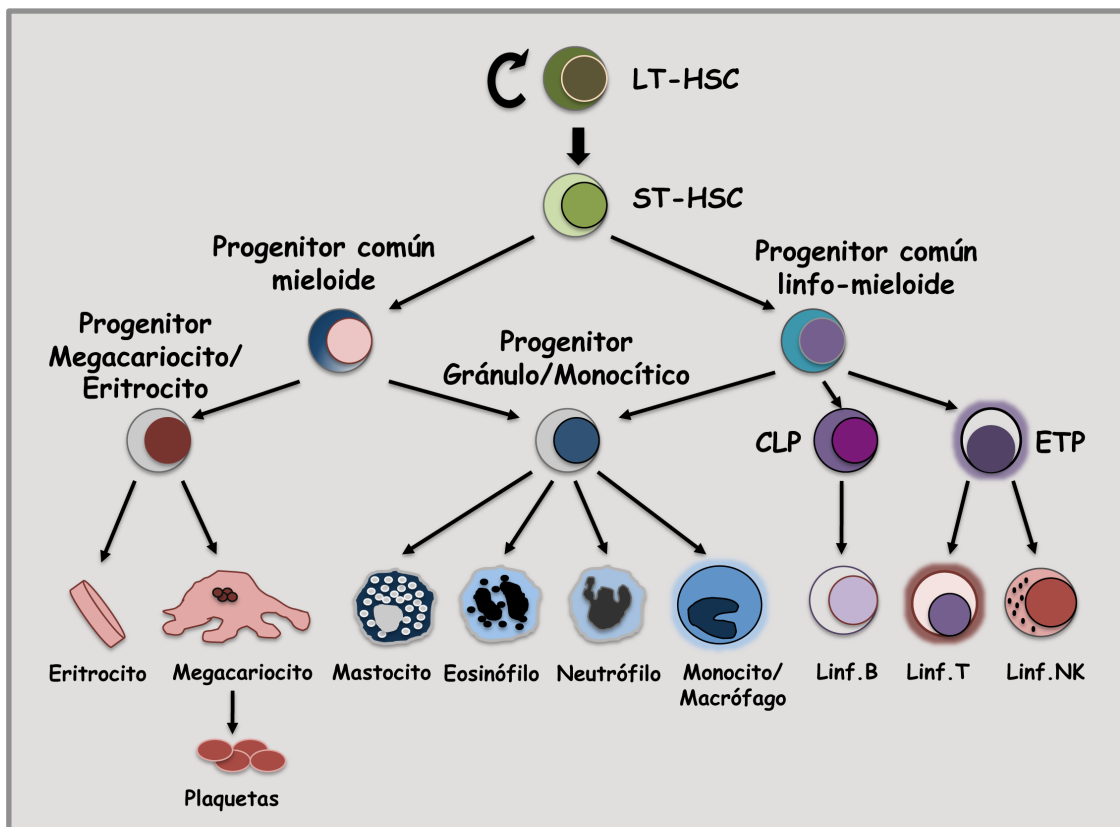 LT-HSC
ST-HSC
Progenitor común
mieloide
Progenitor común
linfo-mieloide
Progenitor
Megacariocito/
Eritrocito
Progenitor
Gránulo/Monocítico
CLP
ETP
Eritrocito
Megacariocito
Mastocito
Eosinófilo
Neutrófilo
Monocito/
Macrófago
Linf.B
Linf.T
Linf.NK
Plaquetas